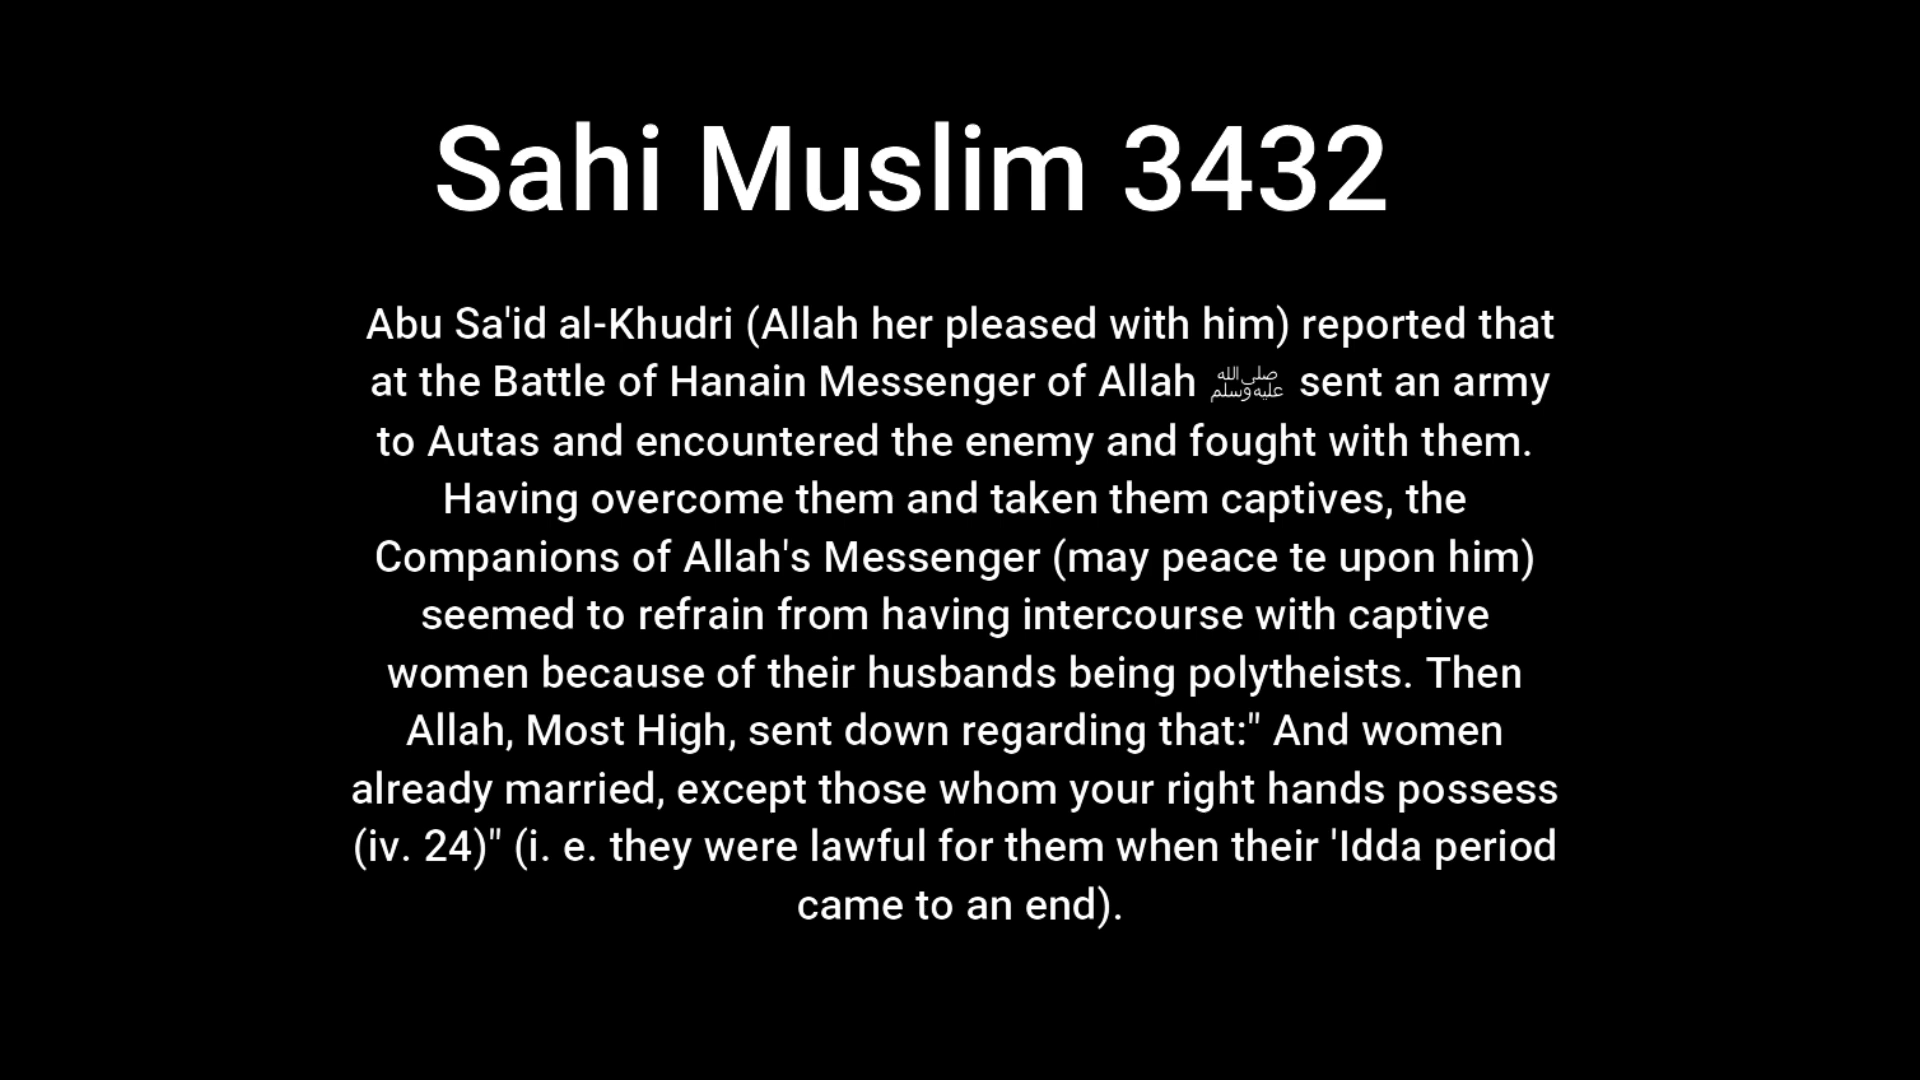 Sahi Muslim 3432
Abu Sa'id al-Khudri (Allah her pleased with him) reported that
at the Battle of Hanain Messenger of Allah ﷺ sent an army
to Autas and encountered the enemy and fought with them.
Having overcome them and taken them captives, the
Companions of Allah's Messenger (may peace te upon him)
seemed to refrain from having intercourse with captive
women because of their husbands being polytheists. Then
Allah, Most High, sent down regarding that:" And women
already married, except those whom your right hands possess
(iv. 24)" (i. e. they were lawful for them when their 'Idda period
came to an end).